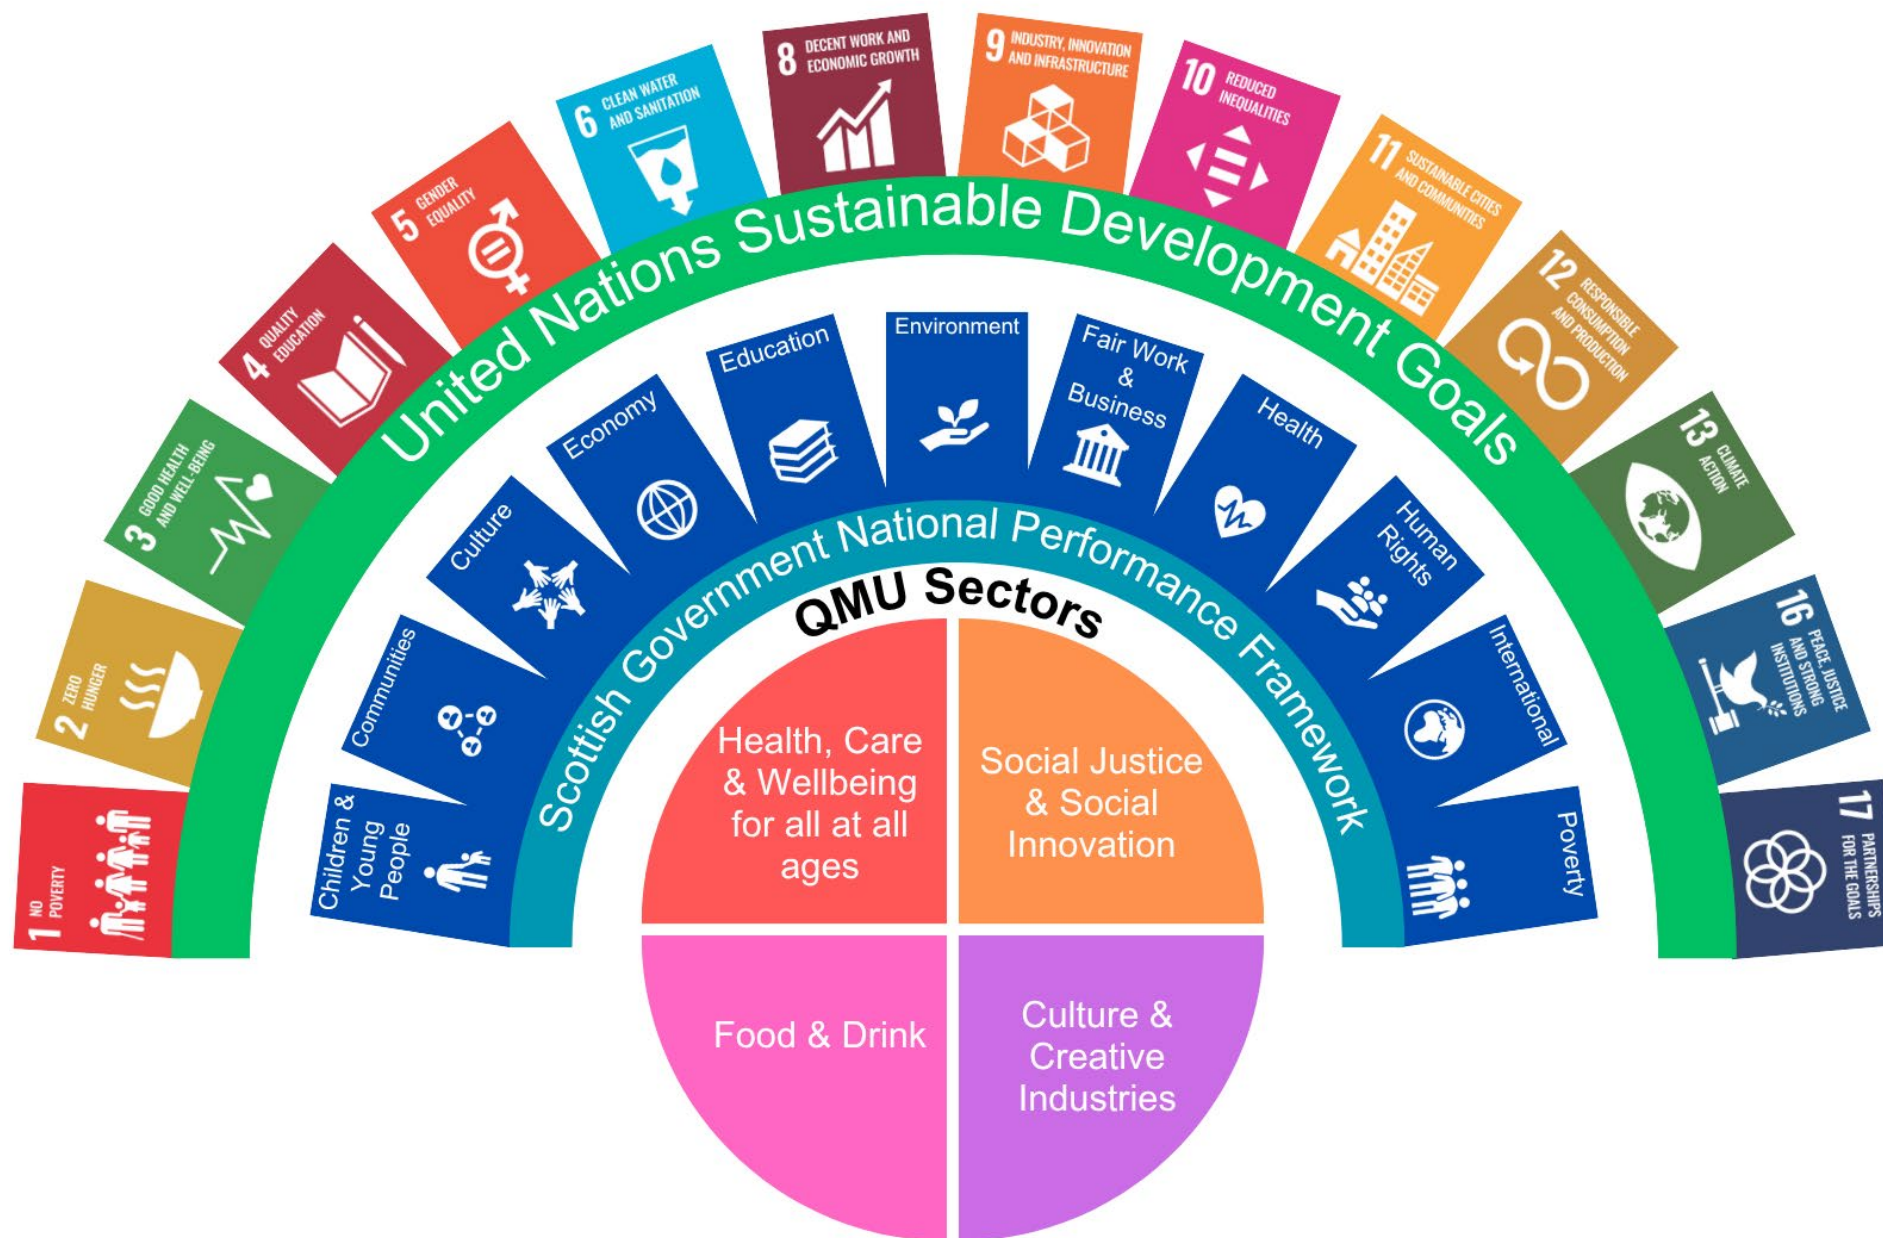 1 NO
POVERTY
2 ZERO
HUNGER
3 GOOD HEALTH
AND WELL-BEING
4 QUALITY
EDUCATION
5 GENDER
EQUALITY
6 CLEAN WATER
AND SANITATION
8 DECENT WORK AND
ECONOMIC GROWTH
9 INDUSTRY, INNOVATION
AND INFRASTRUCTURE
10 REDUCED
INEQUALITIES
11 SUSTAINABLE CITIES
AND COMMUNITIES
12 RESPONSIBLE
CONSUMPTION
AND PRODUCTION
13 CLIMATE
ACTION
16 PEACE, JUSTICE
AND STRONG
INSTITUTIONS
17 PARTNERSHIPS
FOR THE GOALS
United Nations Sustainable Development Goals
Children &
Young
People
Communities
Culture
Economy
Education
Environment
Fair Work
&
Business
Health
Human
Rights
International
Poverty
Scottish Government National Performance Framework
QMU Sectors
Health, Care
& Wellbeing
for all at all
ages
Social Justice
& Social
Innovation
Food & Drink
Culture &
Creative
Industries